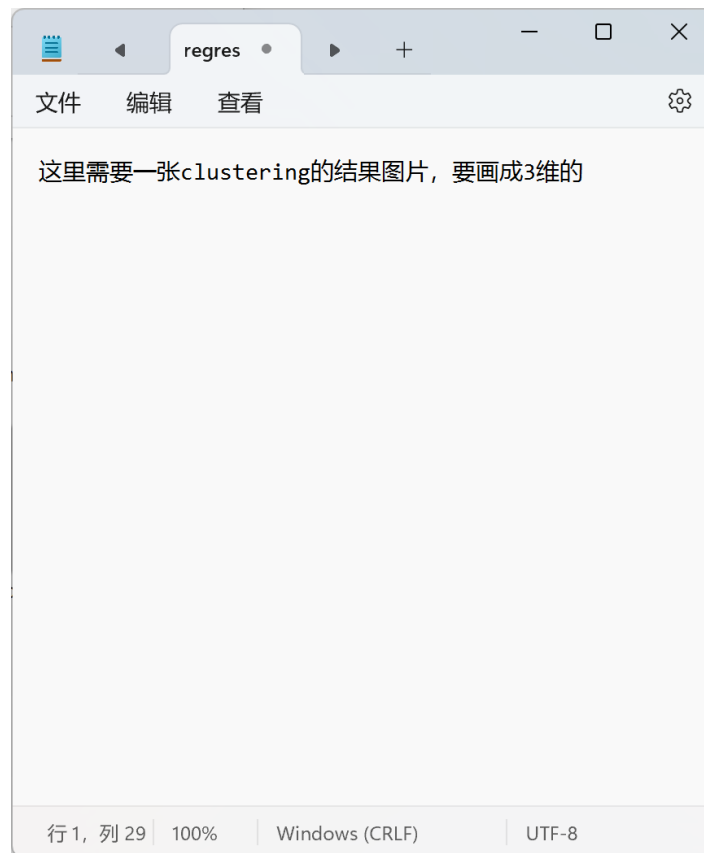 regres
文件 编辑 查看
这里需要一张clustering的结果图片，要画成3维的
行 1，列 29 100% Windows (CRLF) UTF-8